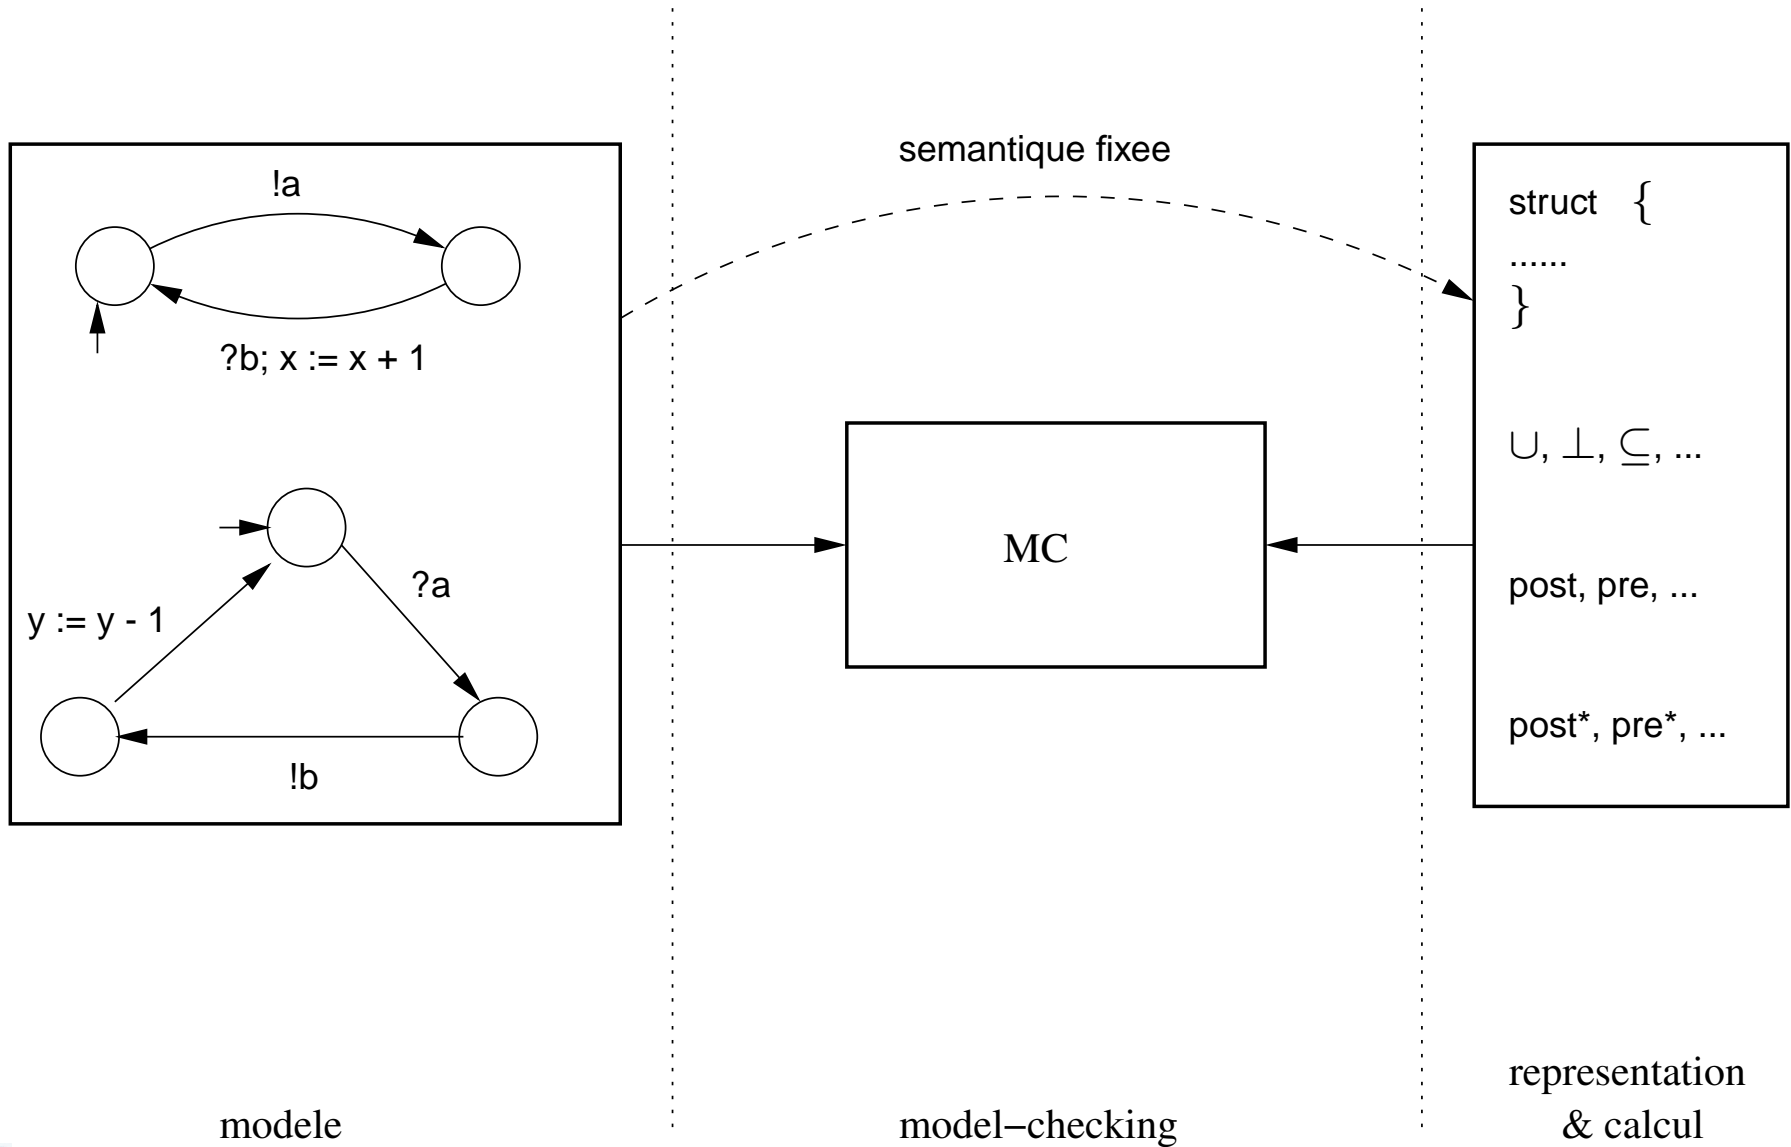 !a
?b; x := x + 1
?a
y := y - 1
!b
modele
semantique fixee
MC
model−checking
struct {
......
}
∪, ⊥, ⊆, ...
post, pre, ...
post*, pre*, ...
representation
& calcul